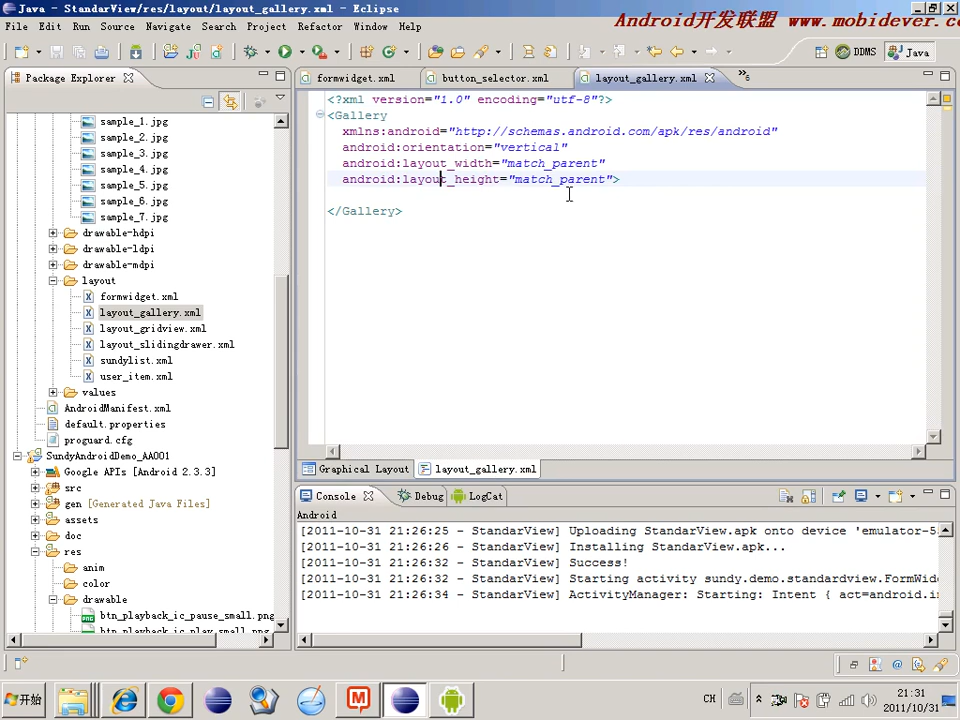 Java - StandarView/res/layout/layout_gallery.xml - Eclipse
File Edit Run Source Navigate Search Project Refactor Window Help
Android开发联盟 www.mobidever.com
DDMS Java
Package Explorer
formwidget.xml button_selector.xml layout_gallery.xml
sample_1.jpg
sample_2.jpg
sample_3.jpg
sample_4.jpg
sample_5.jpg
sample_6.jpg
sample_7.jpg
drawable-hdpi
drawable-ldpi
drawable-mdpi
layout
formwidget.xml
layout_gallery.xml
layout_gridview.xml
layout_slidingdrawer.xml
sundylist.xml
user_item.xml
values
AndroidManifest.xml
default.properties
proguard.cfg
SundyAndroidDemo_AA001
Google APIs [Android 2.3.3]
src
gen [Generated Java Files]
assets
doc
res
anim
color
drawable
btn_playback_ic_pause_small.png
btn_playback_ic_play_small.png
<?xml version="1.0" encoding="utf-8"?>
<Gallery
xmlns:android="http://schemas.android.com/apk/res/android"
android:orientation="vertical"
android:layout_width="match_parent"
android:layout_height="match_parent">
</Gallery>
Graphical Layout layout_gallery.xml
Console Debug LogCat
Android
[2011-10-31 21:26:25 - StandarView] Uploading StandarView.apk onto device 'emulator-5
[2011-10-31 21:26:26 - StandarView] Installing StandarView.apk...
[2011-10-31 21:26:32 - StandarView] Success!
[2011-10-31 21:26:32 - StandarView] Starting activity sundy.demo.standardview.FormWid
[2011-10-31 21:26:34 - StandarView] ActivityManager: Starting: Intent { act=android.in
开始
CH
21:31
2011/10/31